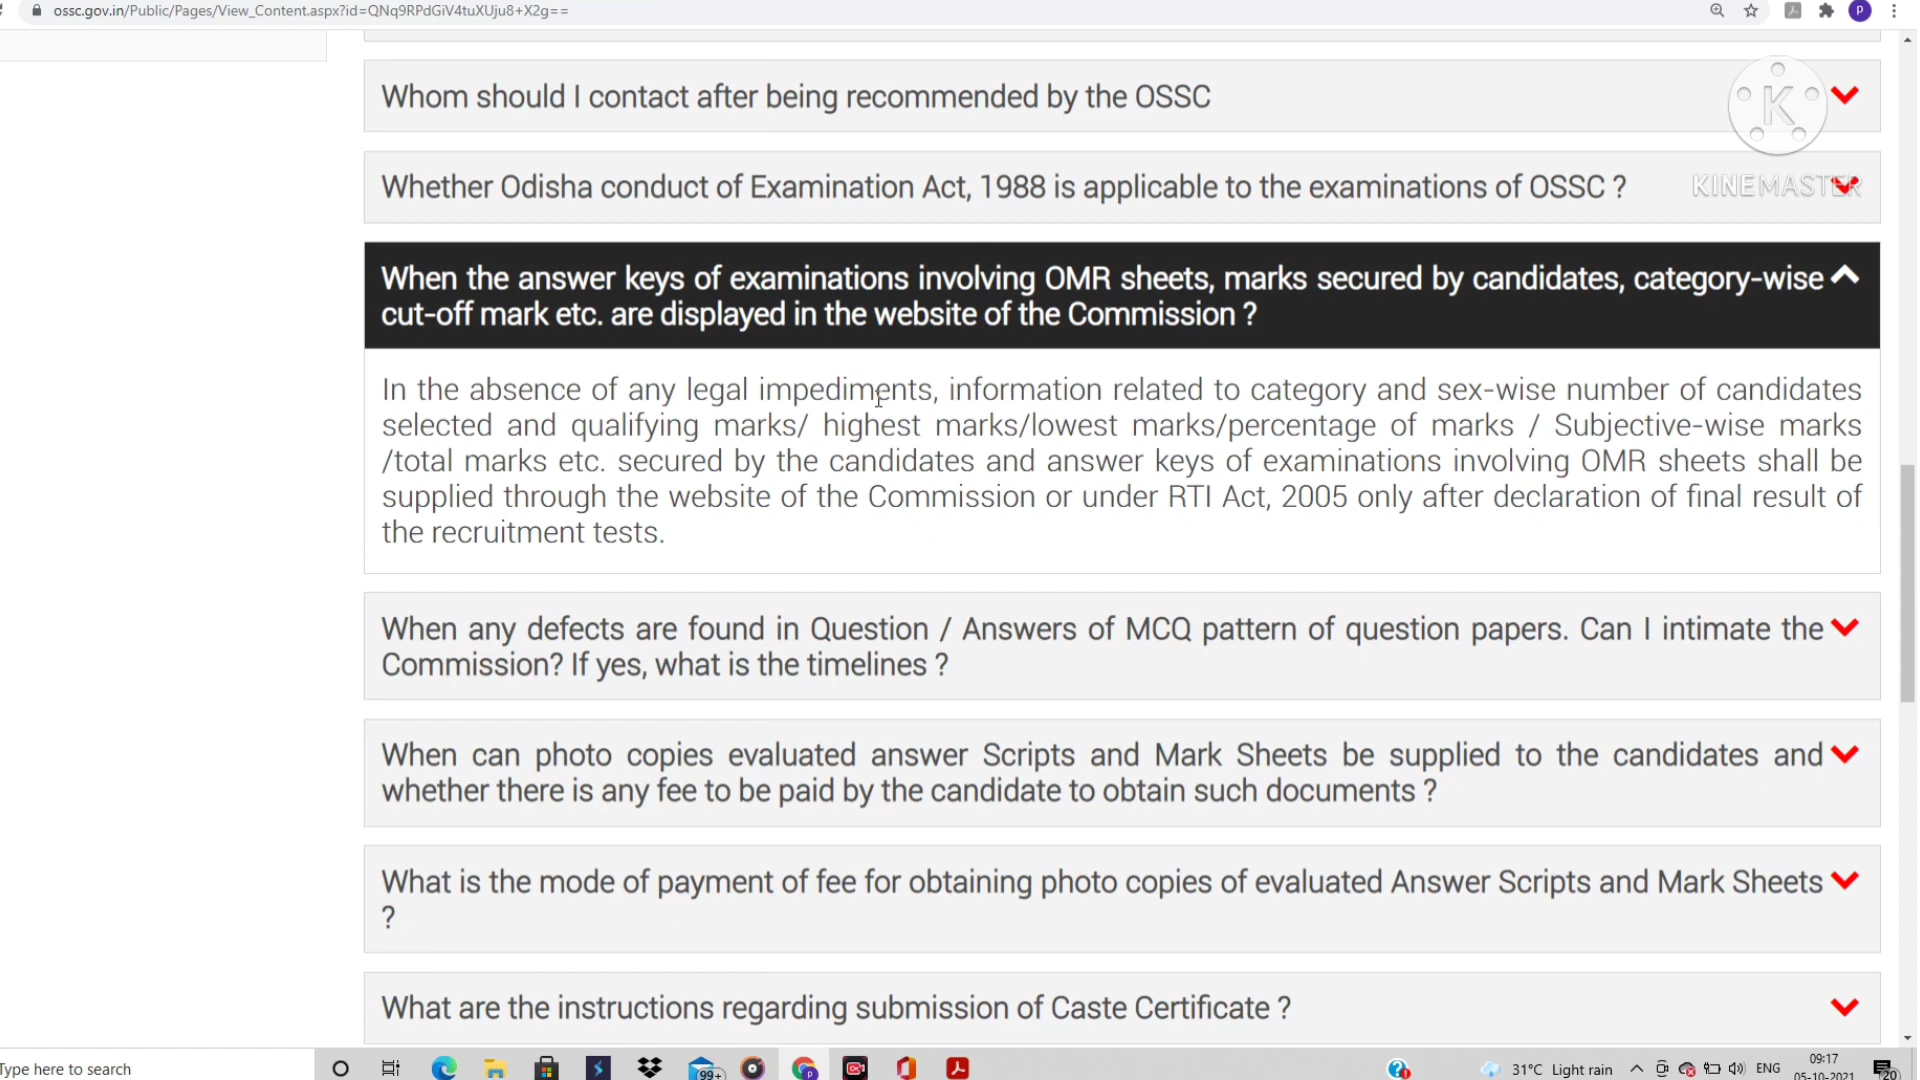 ossc.gov.in/Public/Pages/View_Content.aspx?id=QNq9RPdGiV4tuXUju8+X2g==
P
Whom should I contact after being recommended by the OSSC
K
Whether Odisha conduct of Examination Act, 1988 is applicable to the examinations of OSSC ?
KINEMASTER
When the answer keys of examinations involving OMR sheets, marks secured by candidates, category-wise
cut-off mark etc. are displayed in the website of the Commission ?
In the absence of any legal impediments, information related to category and sex-wise number of candidates
selected and qualifying marks/ highest marks/lowest marks/percentage of marks / Subjective-wise marks
/total marks etc. secured by the candidates and answer keys of examinations involving OMR sheets shall be
supplied through the website of the Commission or under RTI Act, 2005 only after declaration of final result of
the recruitment tests.
When any defects are found in Question / Answers of MCQ pattern of question papers. Can I intimate the
Commission? If yes, what is the timelines ?
When can photo copies evaluated answer Scripts and Mark Sheets be supplied to the candidates and
whether there is any fee to be paid by the candidate to obtain such documents ?
What is the mode of payment of fee for obtaining photo copies of evaluated Answer Scripts and Mark Sheets
?
What are the instructions regarding submission of Caste Certificate ?
Type here to search
99+
31°C Light rain
ENG
09:17
05-10-2021
20